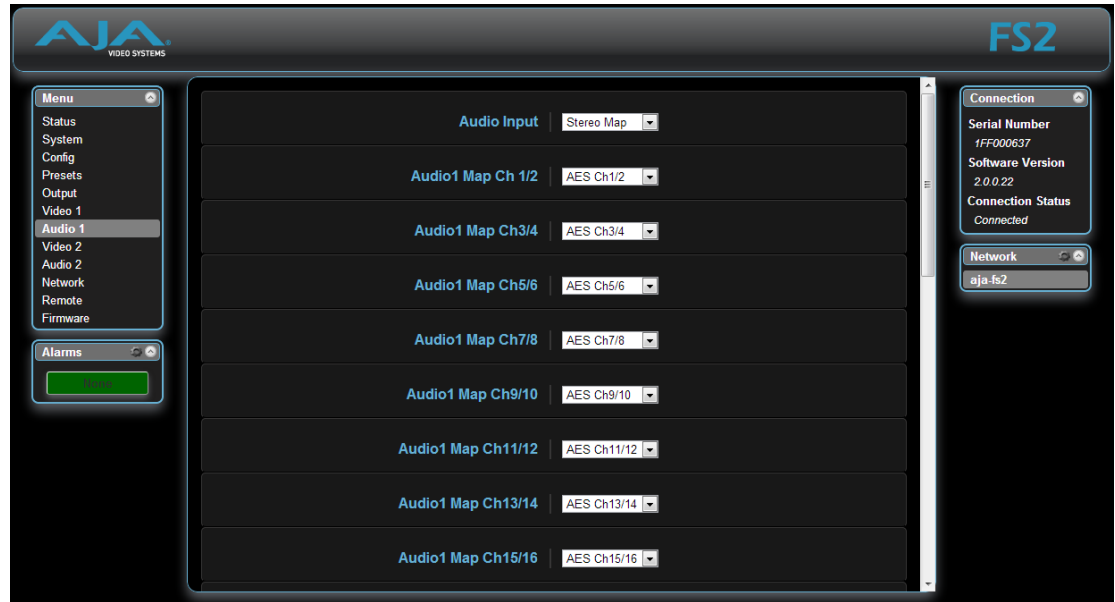 AJA
VIDEO SYSTEMS
FS2
Menu
Status
System
Config
Presets
Output
Video 1
Audio 1
Video 2
Audio 2
Network
Remote
Firmware
Alarms
None
Audio Input
Stereo Map
Audio1 Map Ch 1/2
AES Ch1/2
Audio1 Map Ch3/4
AES Ch3/4
Audio1 Map Ch5/6
AES Ch5/6
Audio1 Map Ch7/8
AES Ch7/8
Audio1 Map Ch9/10
AES Ch9/10
Audio1 Map Ch11/12
AES Ch11/12
Audio1 Map Ch13/14
AES Ch13/14
Audio1 Map Ch15/16
AES Ch15/16
Connection
Serial Number
1FF000637
Software Version
2.0.0.22
Connection Status
Connected
Network
aja-fs2